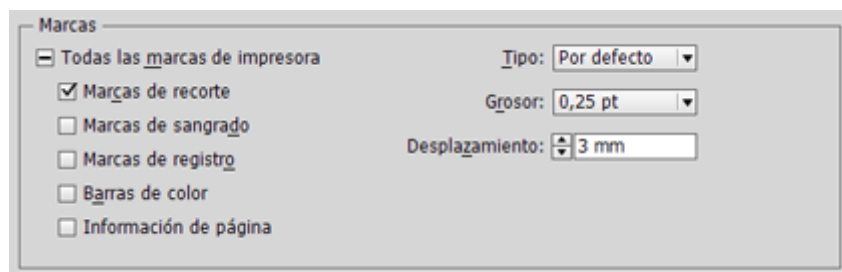 Marcas
Todas las marcas de impresora
Marcas de recorte
Marcas de sangrado
Marcas de registro
Barras de color
Información de página
Tipo: Por defecto
Grosor: 0,25 pt
Desplazamiento: 3 mm